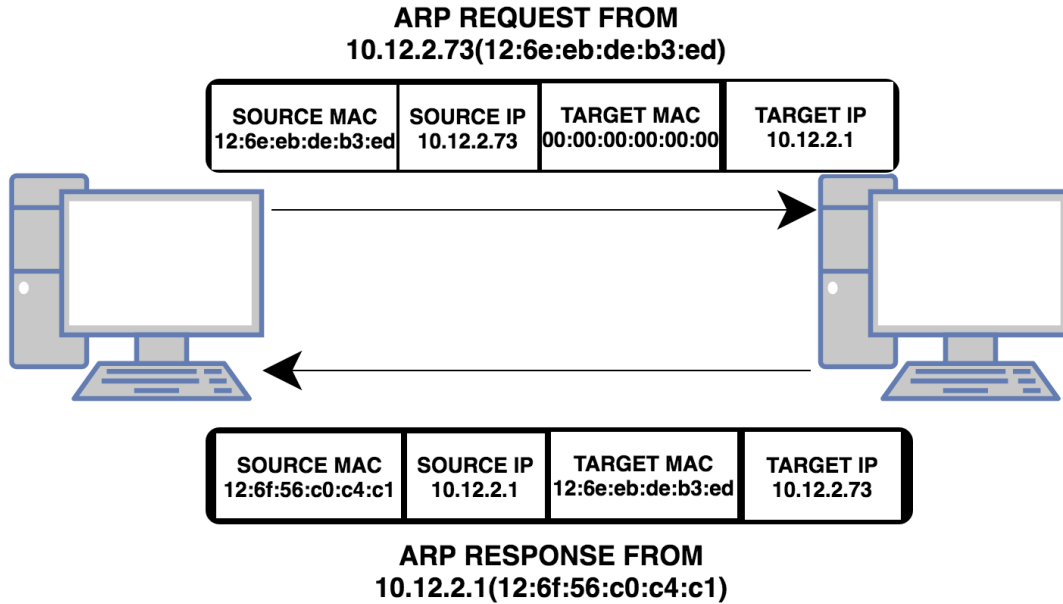 ARP REQUEST FROM
10.12.2.73(12:6e:eb:de:b3:ed)
SOURCE MAC
12:6e:eb:de:b3:ed
SOURCE IP
10.12.2.73
TARGET MAC
00:00:00:00:00:00
TARGET IP
10.12.2.1
SOURCE MAC
12:6f:56:c0:c4:c1
SOURCE IP
10.12.2.1
TARGET MAC
12:6e:eb:de:b3:ed
TARGET IP
10.12.2.73
ARP RESPONSE FROM
10.12.2.1(12:6f:56:c0:c4:c1)